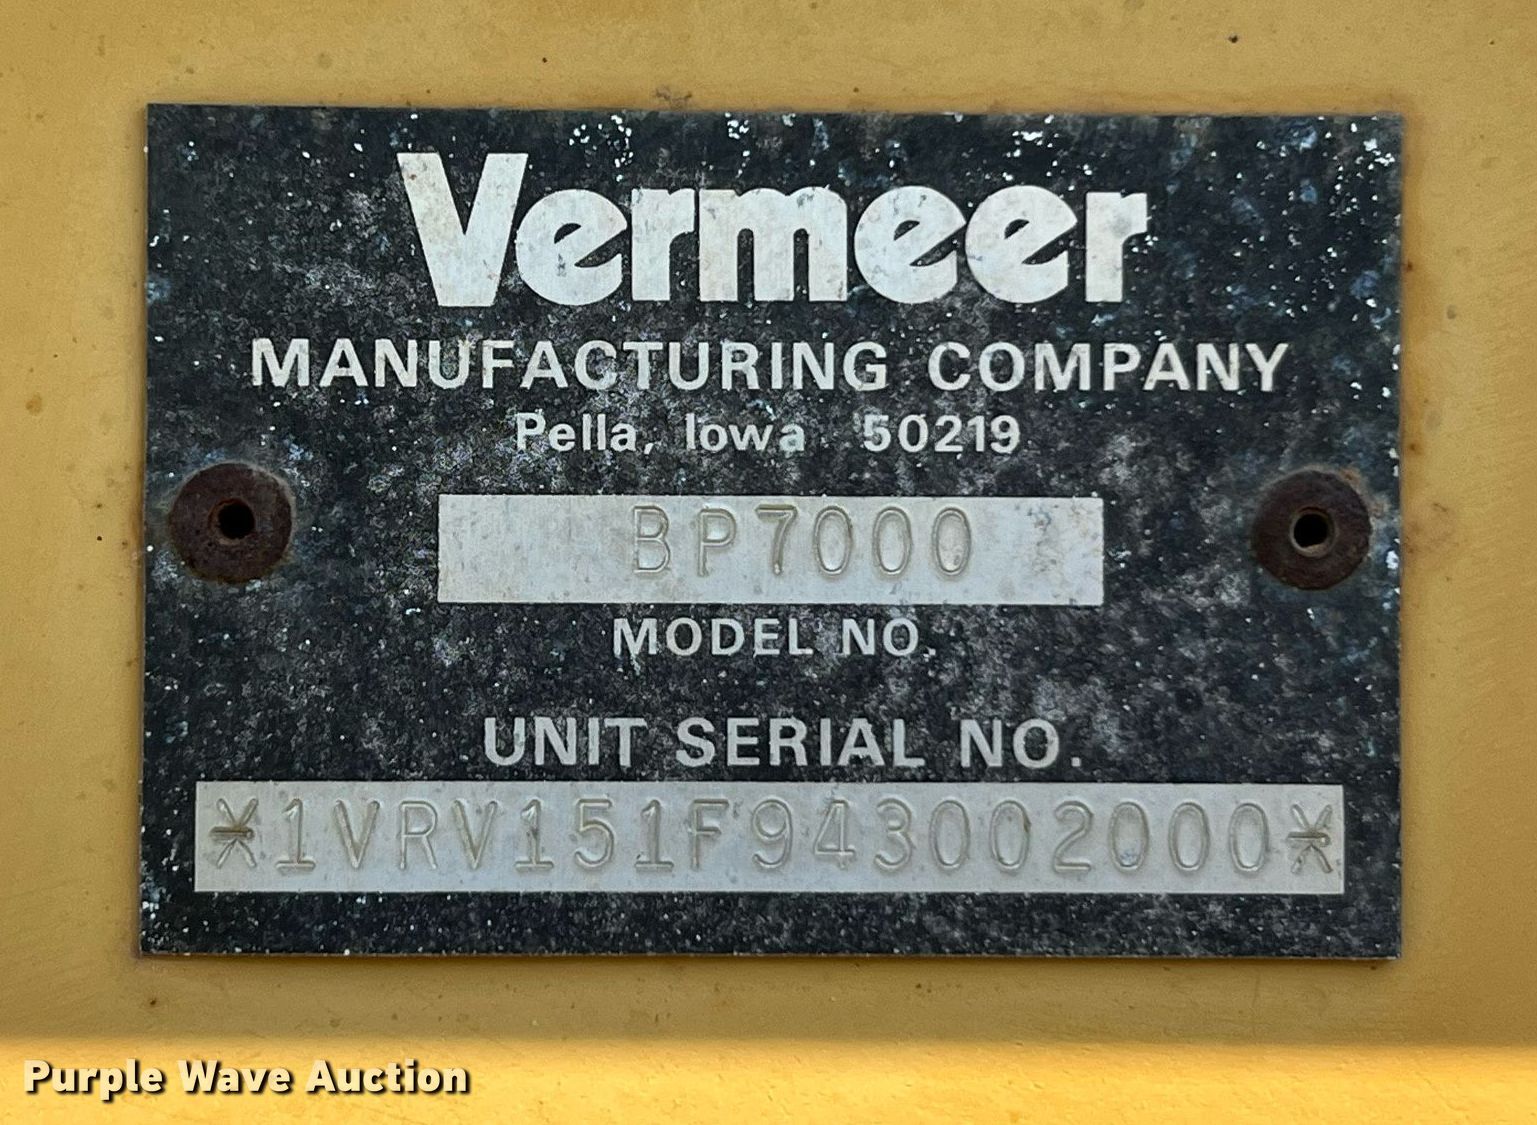 Vermeer
MANUFACTURING COMPANY
Pella, Iowa 50219
BP7000
MODEL NO.
UNIT SERIAL NO.
*1VRV151F943002000*
Purple Wave Auction